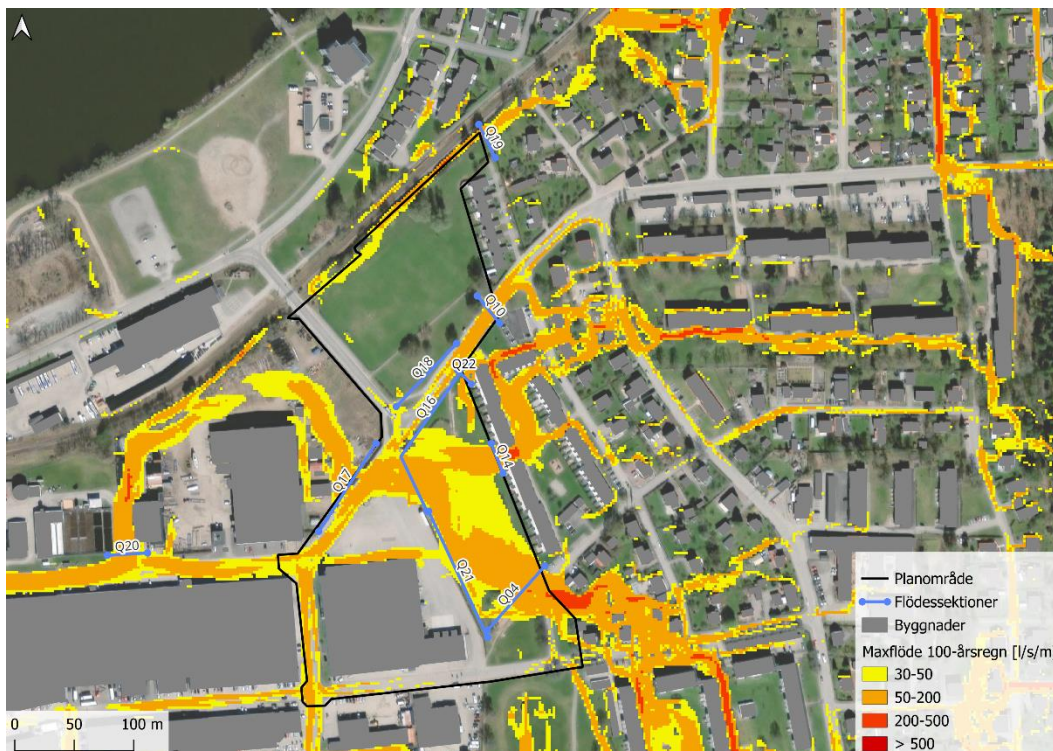 Q19
Q10
Q22
Q18
Q16
Q14
Q17
Q20
Q21
Q04
Planområde
Flödessektioner
Byggnader
Maxflöde 100-årsregn [l/s/m
30-50
50-200
200-500
> 500
0 50 100 m